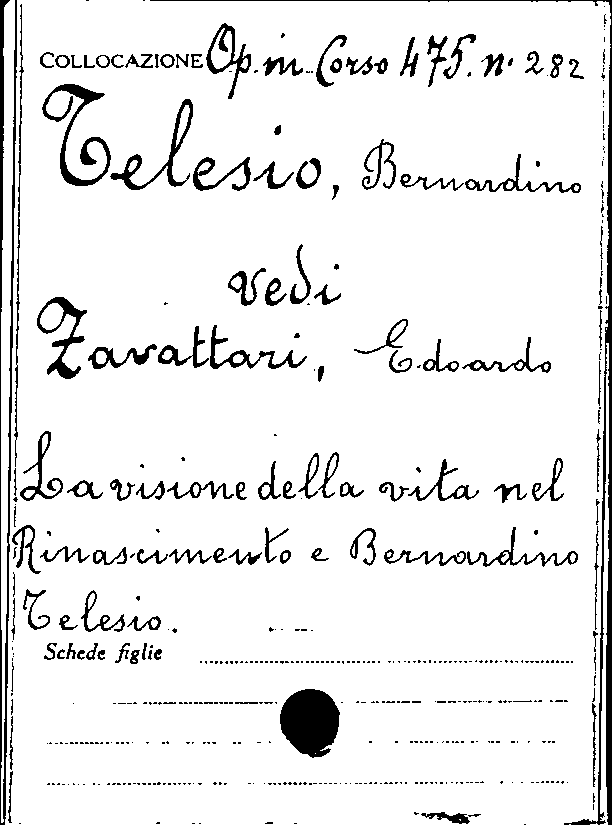 COLLOCAZIONE Op. in Corso 475. n. 282
Telesio, Bernardino
vedi
Zavattari, Edoardo
La visione della vita nel
Rinascimento e Bernardino
Telesio.
Schede figlie